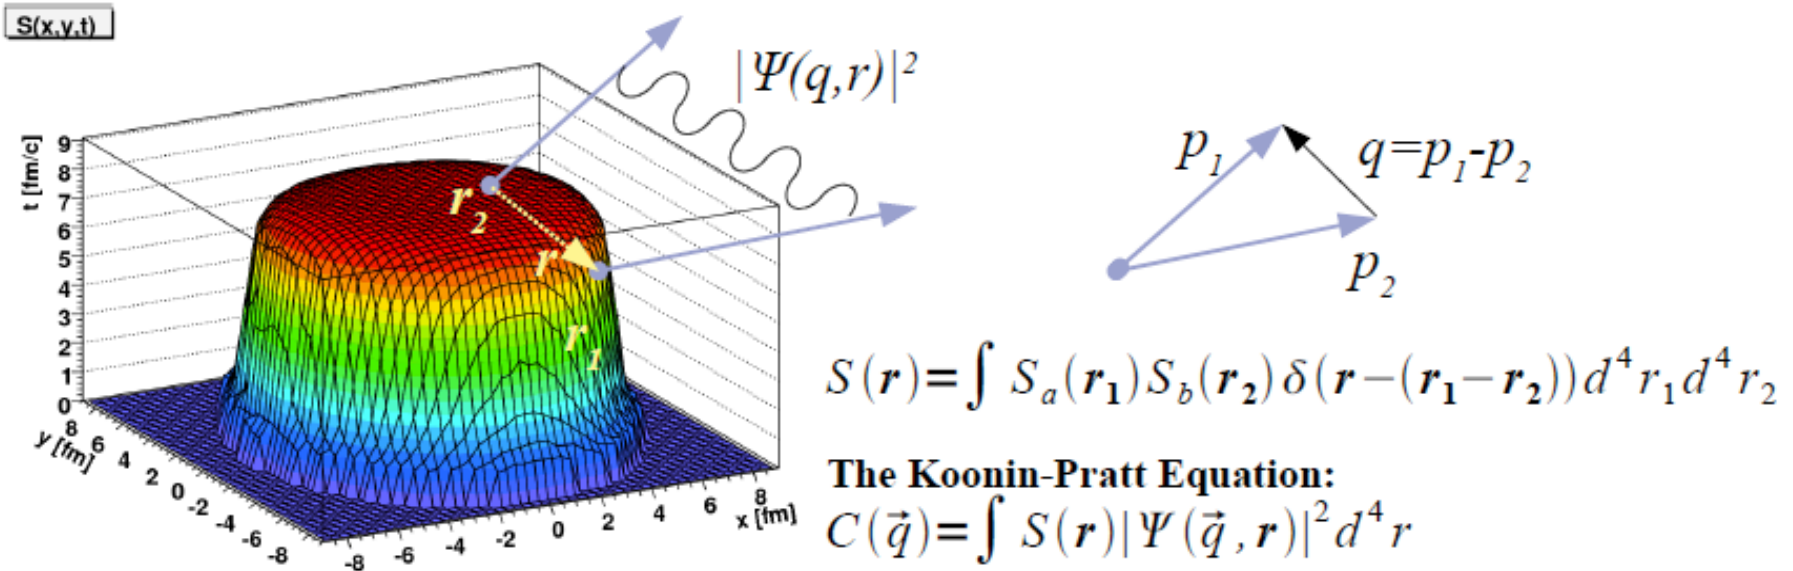 S(x,y,t)
|Ψ(q,r)|²
t [fm/c]
9
8
7
6
5
4
3
2
1
0
r₂
r
r₁
8
6
4
2
0
-2
-4
-6
-8
y [fm]
-8
-6
-4
-2
0
2
4
6
8
x [fm]
p₁
q=p₁-p₂
p₂
S(r)=∫ Sₐ(r₁)S_b(r₂)δ(r−(r₁−r₂))d⁴r₁d⁴r₂
The Koonin-Pratt Equation:
C(q⃗)=∫ S(r)|Ψ(q⃗,r)|²d⁴r